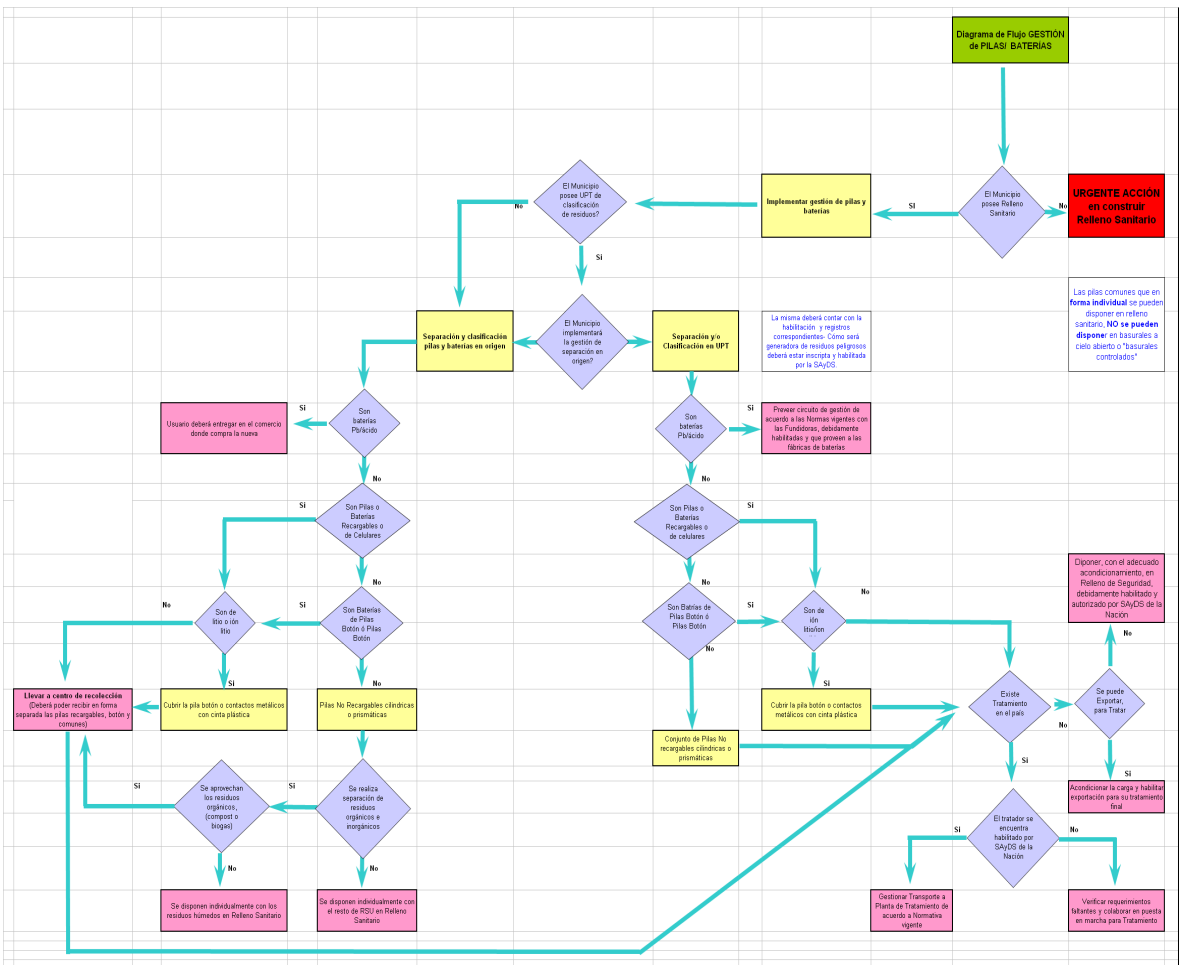 Diagrama de Flujo GESTIÓN
de PILAS/ BATERÍAS
El Municipio
posee UPT de
clasificación
de residuos?
No
Si
Implementar gestión de pilas y
baterías
SI
El Municipio
posee Relleno
Sanitario
No
URGENTE ACCIÓN
en construir
Relleno Sanitario
Separación y clasificación
pilas y baterías en origen
El Municipio
implementará
la gestión de
separación en
origen?
Separación y/o
Clasificación en UPT
La misma deberá contar con la
habilitación y registros
correspondientes- Cómo será
generadora de residuos peligrosos
deberá estar inscripta y habilitada
por la SAyDS.
Las pilas comunes que en
forma individual se pueden
disponer en relleno
sanitario, NO se pueden
disponer en basurales a
cielo abierto o "basurales
controlados"
Usuario deberá entregar en el comercio
donde compra la nueva
Si
Son
baterías
Pb/ácido
No
Son
baterías
Pb/ácido
Si
No
Preveer circuito de gestión de
acuerdo a las Normas vigentes con
las Fundidoras, debidamente
habilitadas y que proveen a las
fábricas de baterías
Si
Son Pilas o
Baterías
Recargables o
de Celulares
No
Son Pilas o
Baterías
Recargables o
de celulares
Si
No
Diponer, con el adecuado
acondicionamiento, en
Relleno de Seguridad,
debidamente habilitado y
autorizado por SAyDS de la
Nación
No
Son de
litio o ión
litio
Si
Si
Son Baterías
de Pilas
Botón ó Pilas
Botón
No
Son Batrías de
Pilas Botón ó
Pilas Botón
Si
No
Son de
ión
litio/ion
No
Si
No
Llevar a centro de recolección
(Deberá poder recibir en forma
separada las pilas recargables, botón y
comunes)
Cubrir la pila botón o contactos metálicos
con cinta plástica
Pilas No Recargables cilíndricas
o prismáticas
Conjunto de Pilas No
recargables cilíndricas o
prismáticas
Cubrir la pila botón o contactos
metálicos con cinta plástica
Existe
Tratamiento
en el país
No
Si
Se puede
Exportar,
para Tratar
Si
Acondicionar la carga y habilitar
exportación para su tratamiento
final
Si
Se aprovechan
los residuos
orgánicos,
(compost o
biogas)
No
Si
Se realiza
separación de
residuos
orgánicos e
inorgánicos
No
Si
El tratador se
encuentra
habilitado por
SAyDS de la
Nación
No
Se disponen individualmente con los
residuos húmedos en Relleno Sanitario
Se disponen individualmente con
el resto de RSU en Relleno
Sanitario
Gestionar Transporte a
Planta de Tratamiento de
acuerdo a Normativa
vigente
Verificar requerimientos
faltantes y colaborar en puesta
en marcha para Tratamiento